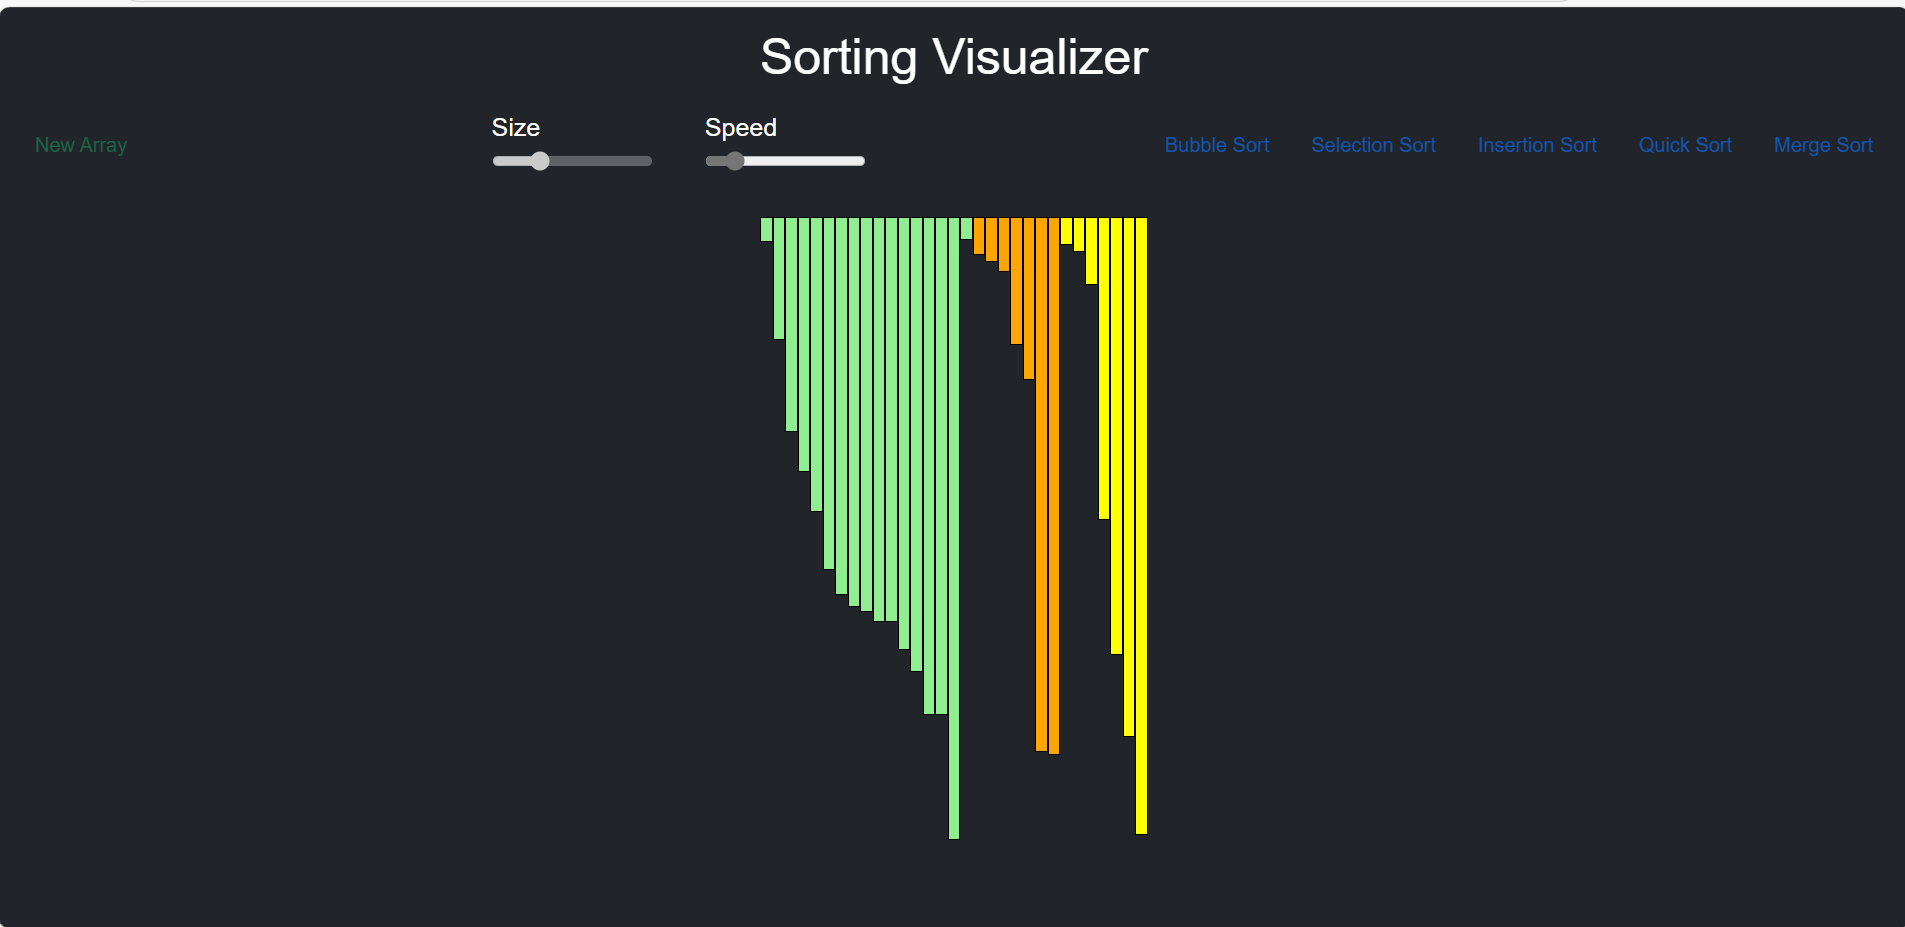 Sorting Visualizer
New Array
Size
Speed
Bubble Sort
Selection Sort
Insertion Sort
Quick Sort
Merge Sort